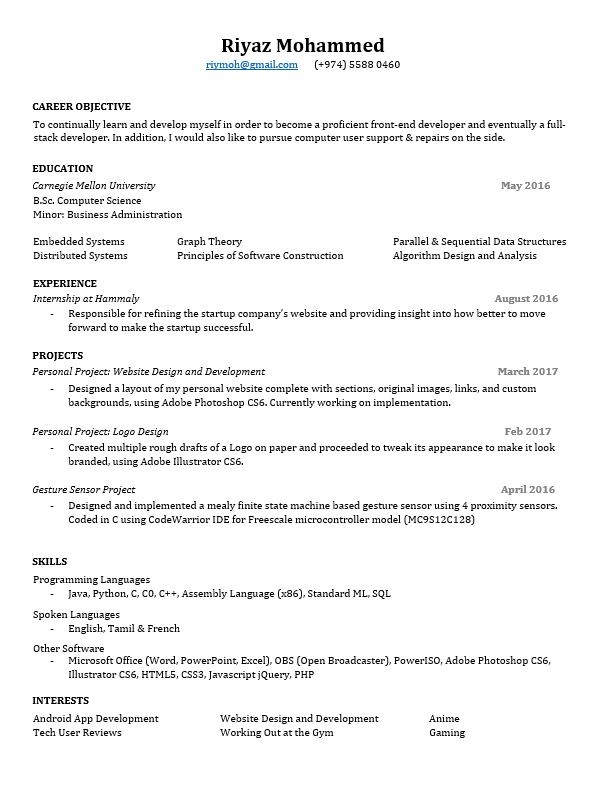 Riyaz Mohammed
riymoh@gmail.com (+974) 5588 0460
CAREER OBJECTIVE
To continually learn and develop myself in order to become a proficient front-end developer and eventually a full-
stack developer. In addition, I would also like to pursue computer user support & repairs on the side.
EDUCATION
Carnegie Mellon University May 2016
B.Sc. Computer Science
Minor: Business Administration
Embedded Systems Graph Theory Parallel & Sequential Data Structures
Distributed Systems Principles of Software Construction Algorithm Design and Analysis
EXPERIENCE
Internship at Hammaly August 2016
- Responsible for refining the startup company's website and providing insight into how better to move
forward to make the startup successful.
PROJECTS
Personal Project: Website Design and Development March 2017
- Designed a layout of my personal website complete with sections, original images, links, and custom
backgrounds, using Adobe Photoshop CS6. Currently working on implementation.
Personal Project: Logo Design Feb 2017
- Created multiple rough drafts of a Logo on paper and proceeded to tweak its appearance to make it look
branded, using Adobe Illustrator CS6.
Gesture Sensor Project April 2016
- Designed and implemented a mealy finite state machine based gesture sensor using 4 proximity sensors.
Coded in C using CodeWarrior IDE for Freescale microcontroller model (MC9S12C128)
SKILLS
Programming Languages
- Java, Python, C, C0, C++, Assembly Language (x86), Standard ML, SQL
Spoken Languages
- English, Tamil & French
Other Software
- Microsoft Office (Word, PowerPoint, Excel), OBS (Open Broadcaster), PowerISO, Adobe Photoshop CS6,
Illustrator CS6, HTML5, CSS3, Javascript jQuery, PHP
INTERESTS
Android App Development Website Design and Development Anime
Tech User Reviews Working Out at the Gym Gaming